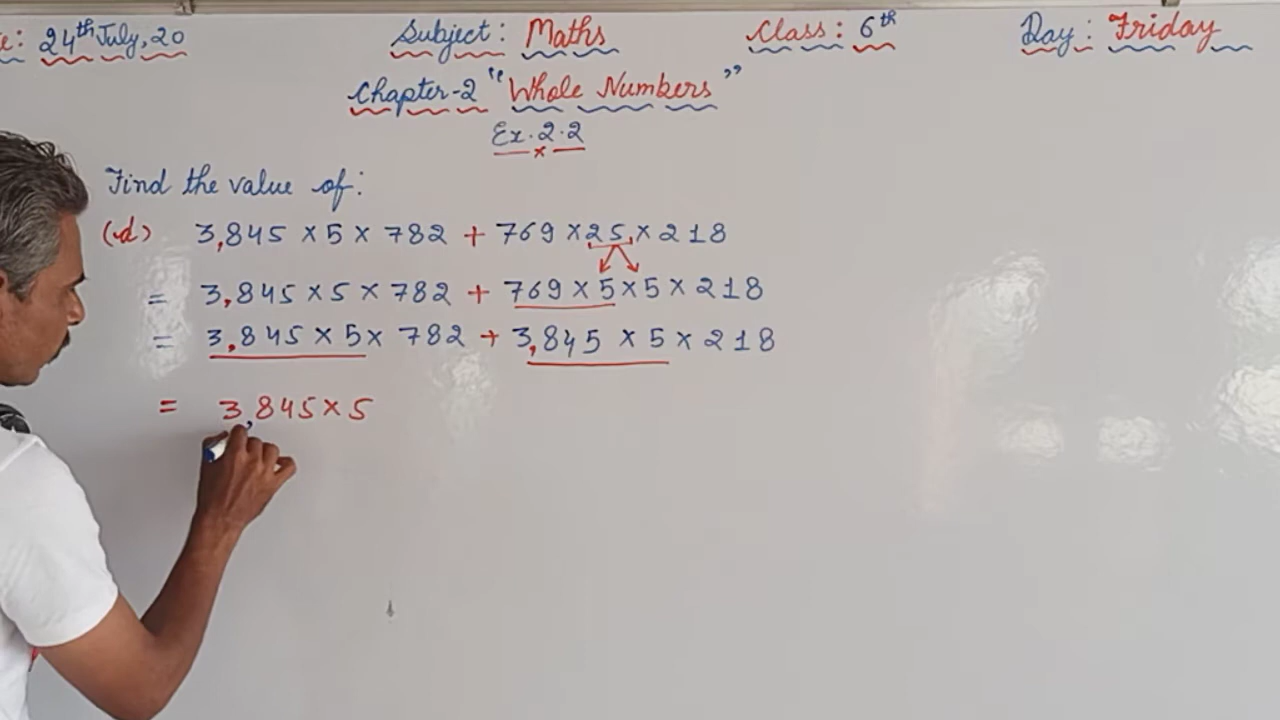 e: 24th July, 20 Subject: Maths Class: 6th Day: Friday
Chapter-2 "Whole Numbers"
Ex. 2.2
Find the value of:
(d) 3,845 × 5 × 782 + 769 × 25 × 218
= 3,845 × 5 × 782 + 769 × 5 × 5 × 218
= 3,845 × 5 × 782 + 3,845 × 5 × 218
= 3,845 × 5